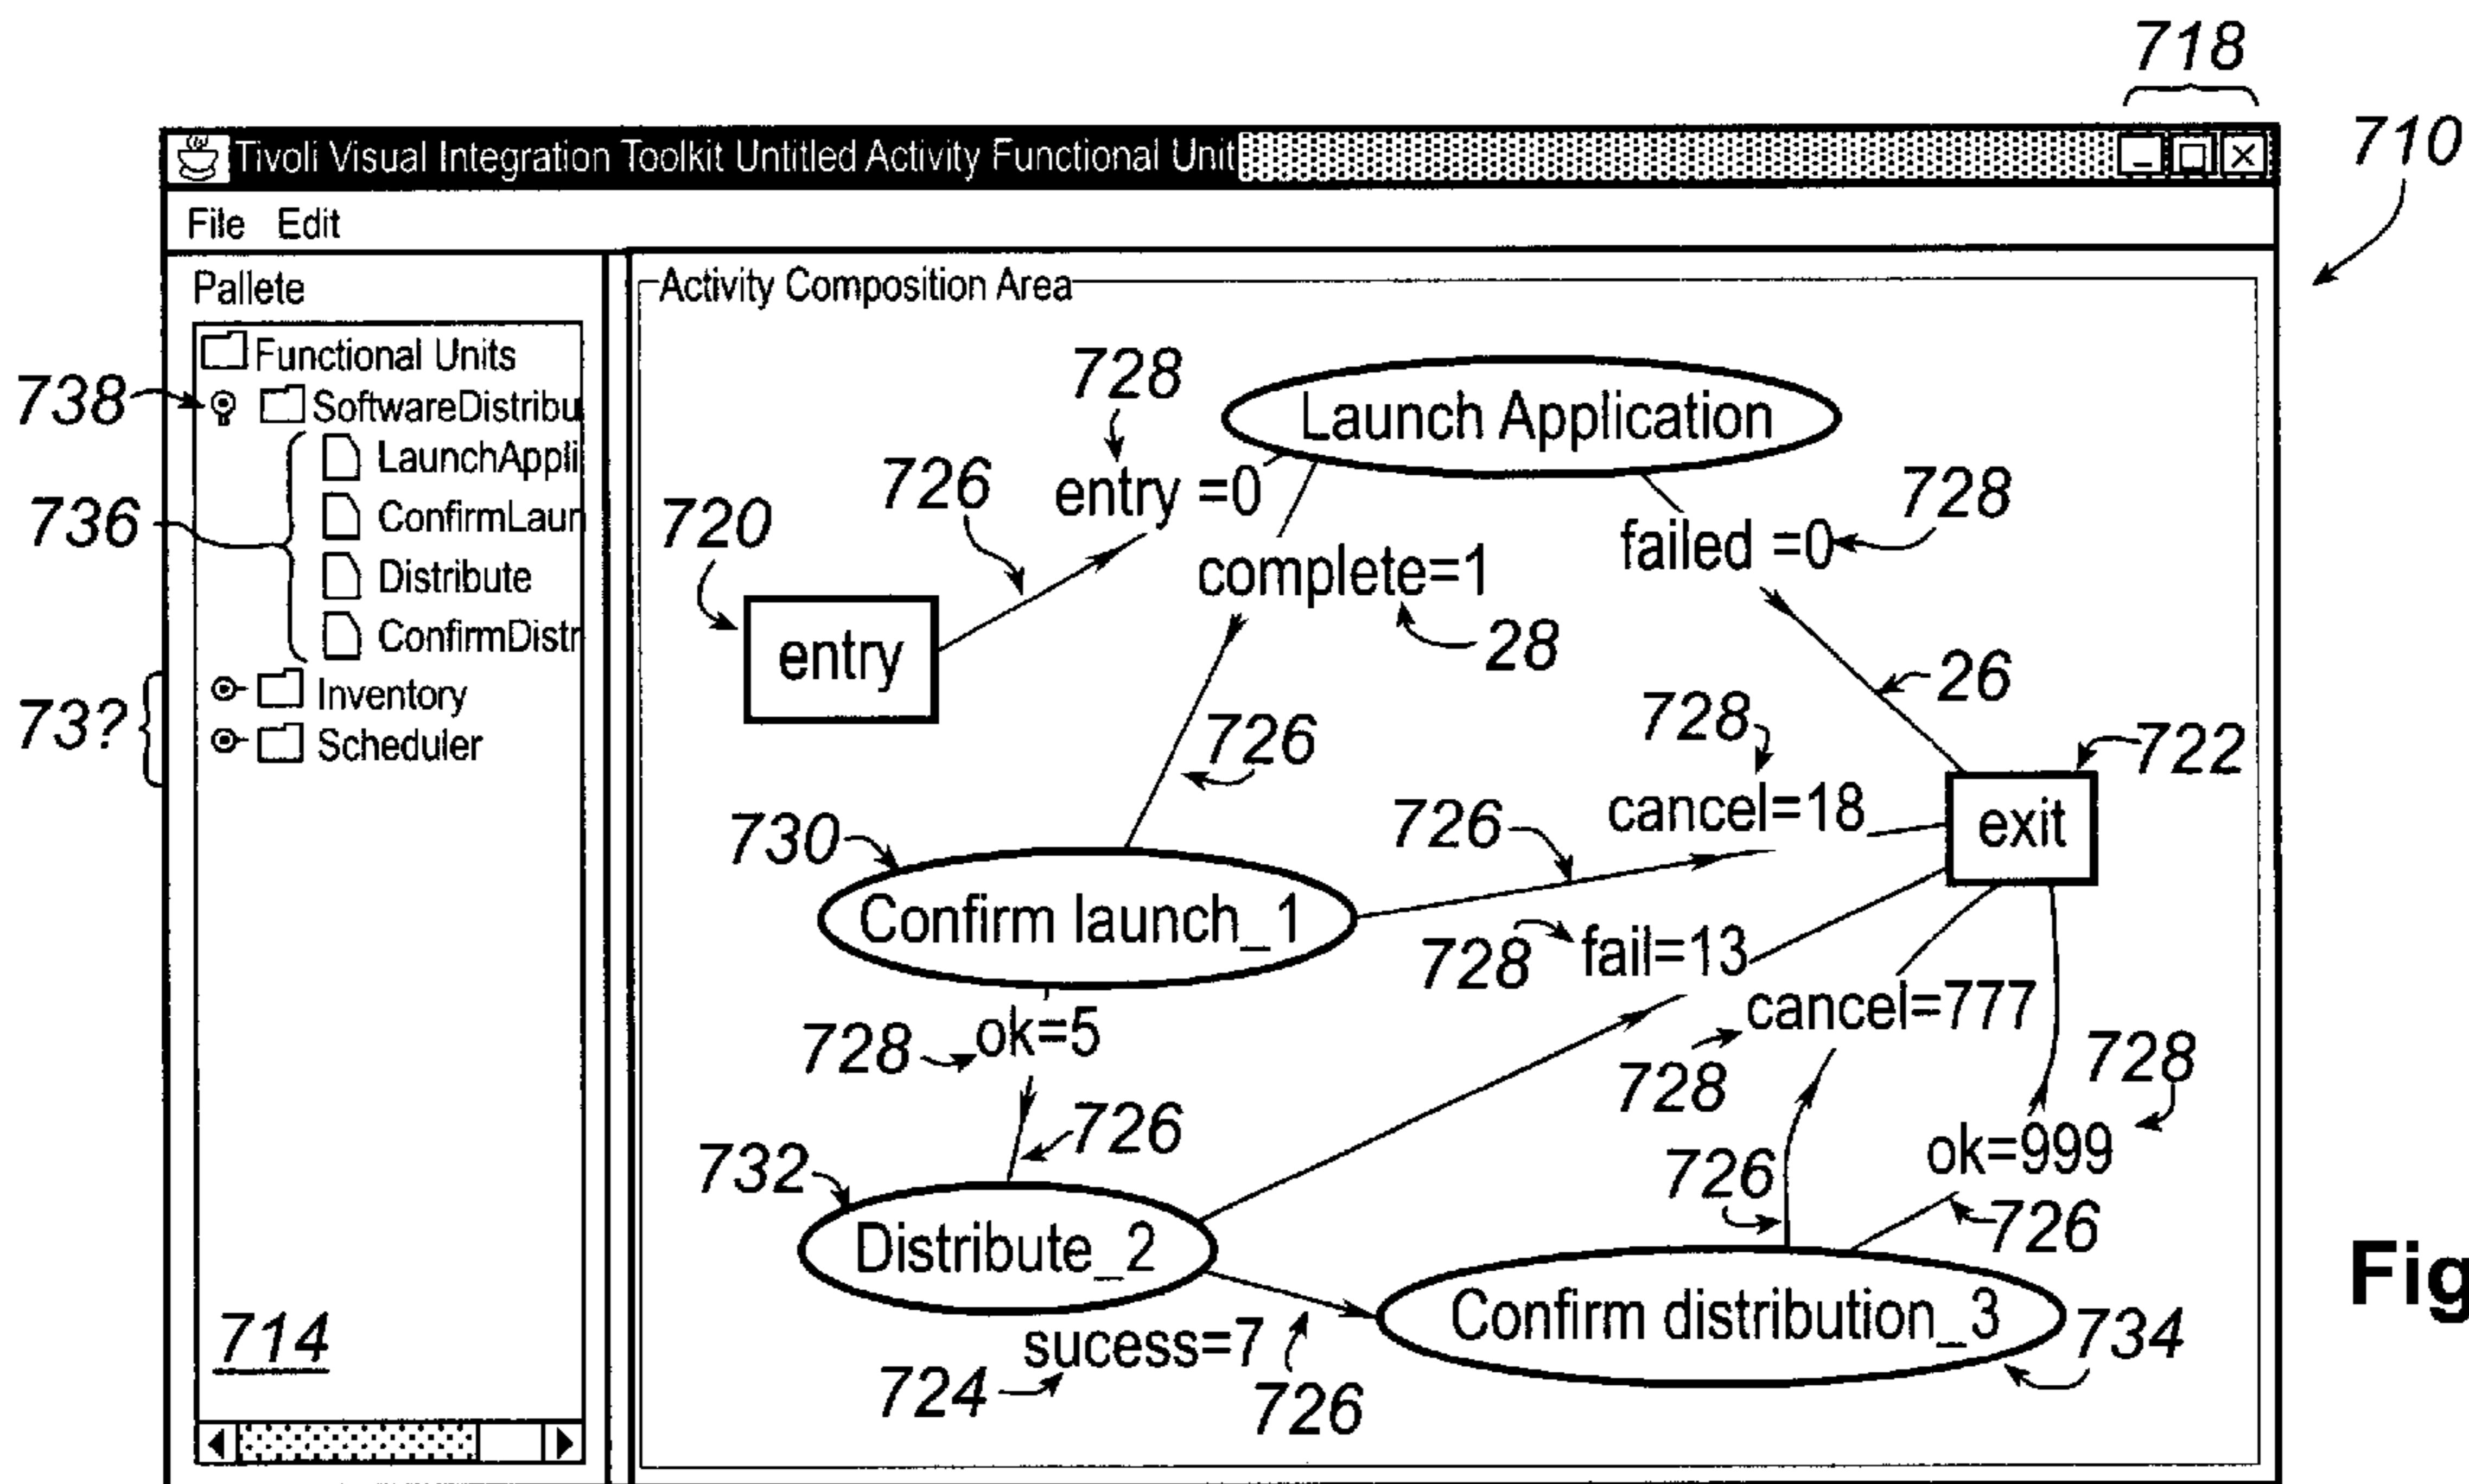 718
710
Tivoli Visual Integration Toolkit Untitled Activity Functional Unit
File Edit
Pallete
Activity Composition Area
Functional Units
738
SoftwareDistribu
LaunchAppli
736
ConfirmLaun
Distribute
ConfirmDistr
73?
Inventory
Scheduler
714
728
Launch Application
726
entry =0
728
720
failed =0
complete=1
entry
28
26
728
726
722
cancel=18
exit
730
726
Confirm launch_1
728
fail=13
728
ok=5
cancel=777
728
728
726
ok=999
732
726
726
Distribute_2
Fig
Confirm distribution_3
734
sucess=7
724
726